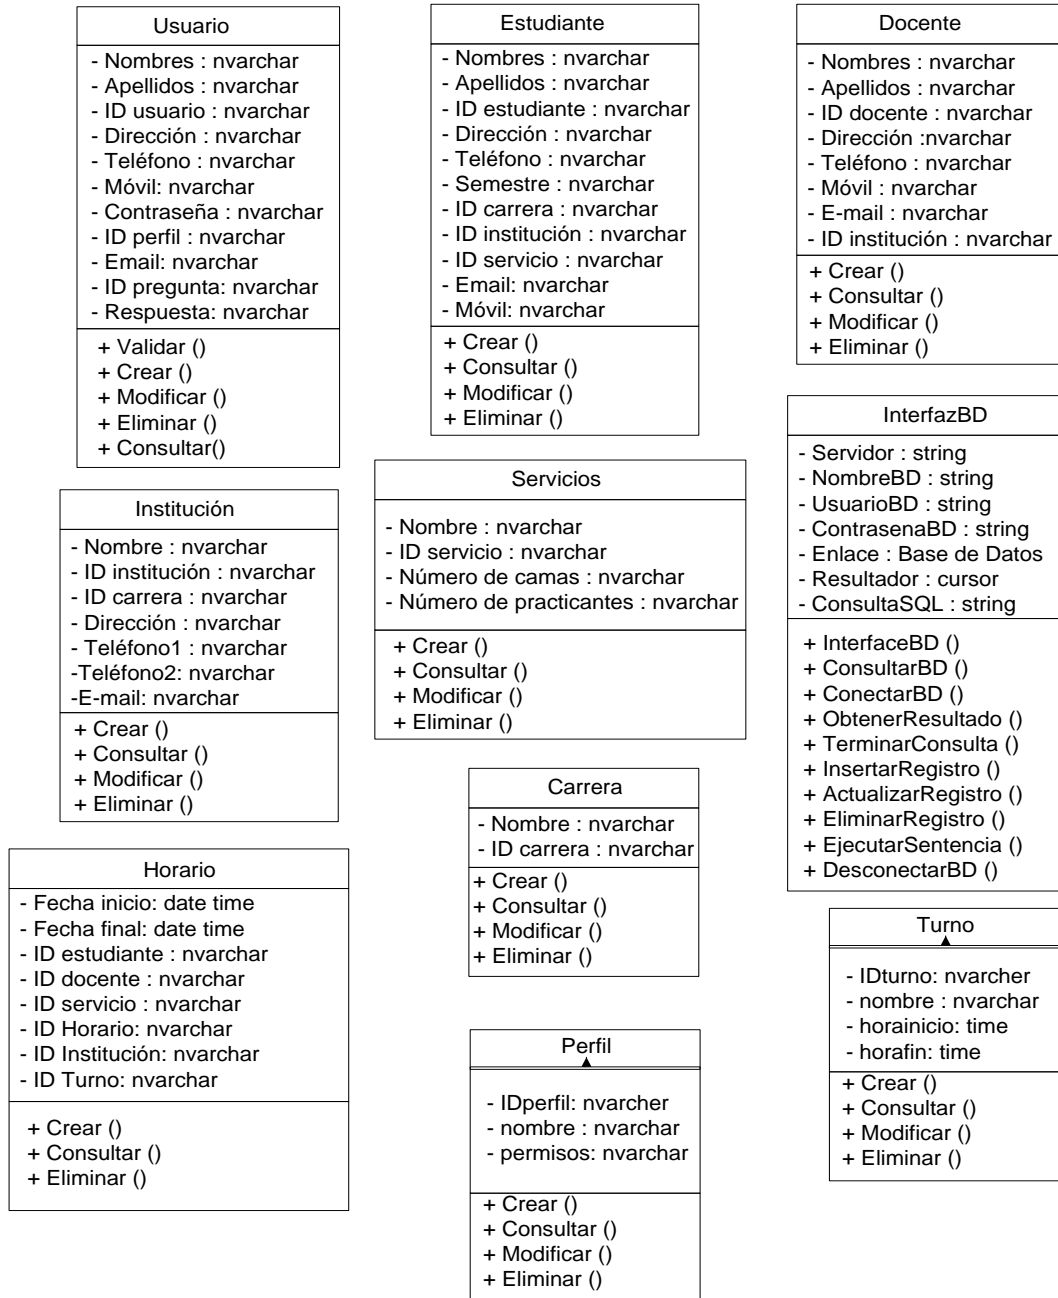 Usuario
- Nombres : nvarchar
- Apellidos : nvarchar
- ID usuario : nvarchar
- Dirección : nvarchar
- Teléfono : nvarchar
- Móvil: nvarchar
- Contraseña : nvarchar
- ID perfil : nvarchar
- Email: nvarchar
- ID pregunta: nvarchar
- Respuesta: nvarchar
+ Validar ()
+ Crear ()
+ Modificar ()
+ Eliminar ()
+ Consultar()
Estudiante
- Nombres : nvarchar
- Apellidos : nvarchar
- ID estudiante : nvarchar
- Dirección : nvarchar
- Teléfono : nvarchar
- Semestre : nvarchar
- ID carrera : nvarchar
- ID institución : nvarchar
- ID servicio : nvarchar
- Email: nvarchar
- Móvil: nvarchar
+ Crear ()
+ Consultar ()
+ Modificar ()
+ Eliminar ()
Docente
- Nombres : nvarchar
- Apellidos : nvarchar
- ID docente : nvarchar
- Dirección :nvarchar
- Teléfono : nvarchar
- Móvil : nvarchar
- E-mail : nvarchar
- ID institución : nvarchar
+ Crear ()
+ Consultar ()
+ Modificar ()
+ Eliminar ()
Institución
- Nombre : nvarchar
- ID institución : nvarchar
- ID carrera : nvarchar
- Dirección : nvarchar
- Teléfono1 : nvarchar
-Teléfono2: nvarchar
-E-mail: nvarchar
+ Crear ()
+ Consultar ()
+ Modificar ()
+ Eliminar ()
Servicios
- Nombre : nvarchar
- ID servicio : nvarchar
- Número de camas : nvarchar
- Número de practicantes : nvarchar
+ Crear ()
+ Consultar ()
+ Modificar ()
+ Eliminar ()
InterfazBD
- Servidor : string
- NombreBD : string
- UsuarioBD : string
- ContrasenaBD : string
- Enlace : Base de Datos
- Resultador : cursor
- ConsultaSQL : string
+ InterfaceBD ()
+ ConsultarBD ()
+ ConectarBD ()
+ ObtenerResultado ()
+ TerminarConsulta ()
+ InsertarRegistro ()
+ ActualizarRegistro ()
+ EliminarRegistro ()
+ EjecutarSentencia ()
+ DesconectarBD ()
Carrera
- Nombre : nvarchar
- ID carrera : nvarchar
+ Crear ()
+ Consultar ()
+ Modificar ()
+ Eliminar ()
Horario
- Fecha inicio: date time
- Fecha final: date time
- ID estudiante : nvarchar
- ID docente : nvarchar
- ID servicio : nvarchar
- ID Horario: nvarchar
- ID Institución: nvarchar
- ID Turno: nvarchar
+ Crear ()
+ Consultar ()
+ Eliminar ()
Perfil
- IDperfil: nvarcher
- nombre : nvarchar
- permisos: nvarchar
+ Crear ()
+ Consultar ()
+ Modificar ()
+ Eliminar ()
Turno
- IDturno: nvarcher
- nombre : nvarchar
- horainicio: time
- horafin: time
+ Crear ()
+ Consultar ()
+ Modificar ()
+ Eliminar ()